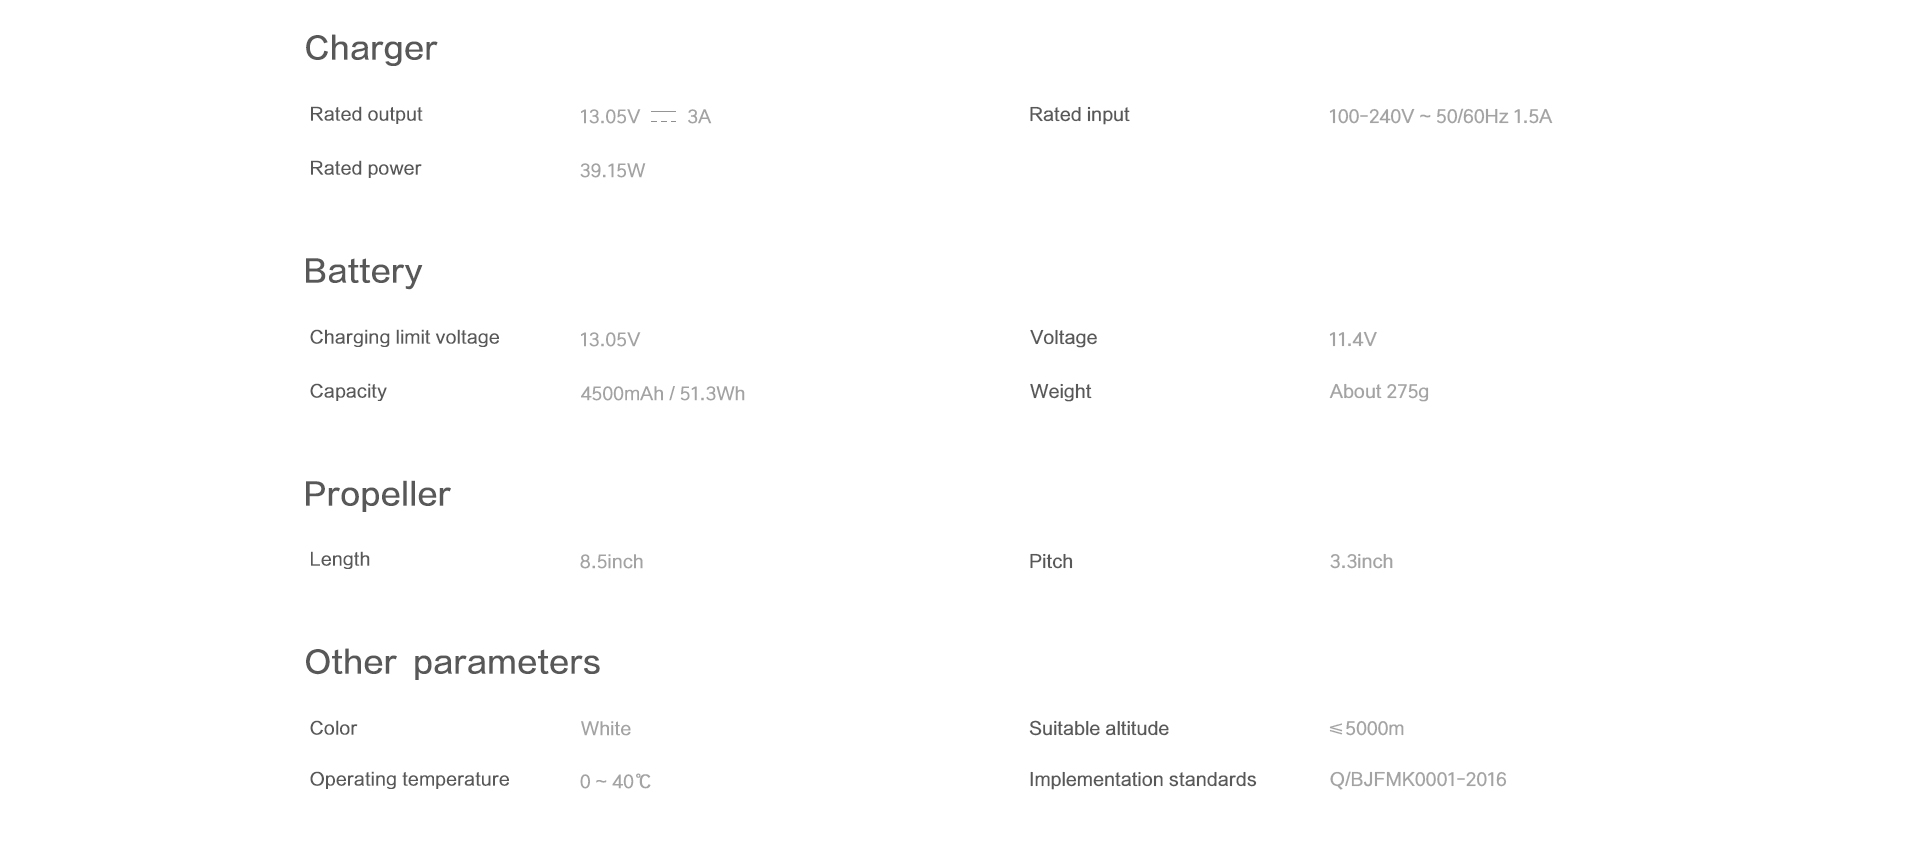 Charger
Rated output 13.05V ⎓ 3A Rated input 100-240V ~ 50/60Hz 1.5A
Rated power 39.15W
Battery
Charging limit voltage 13.05V Voltage 11.4V
Capacity 4500mAh / 51.3Wh Weight About 275g
Propeller
Length 8.5inch Pitch 3.3inch
Other parameters
Color White Suitable altitude ⩽5000m
Operating temperature 0 ~ 40℃ Implementation standards Q/BJFMK0001-2016